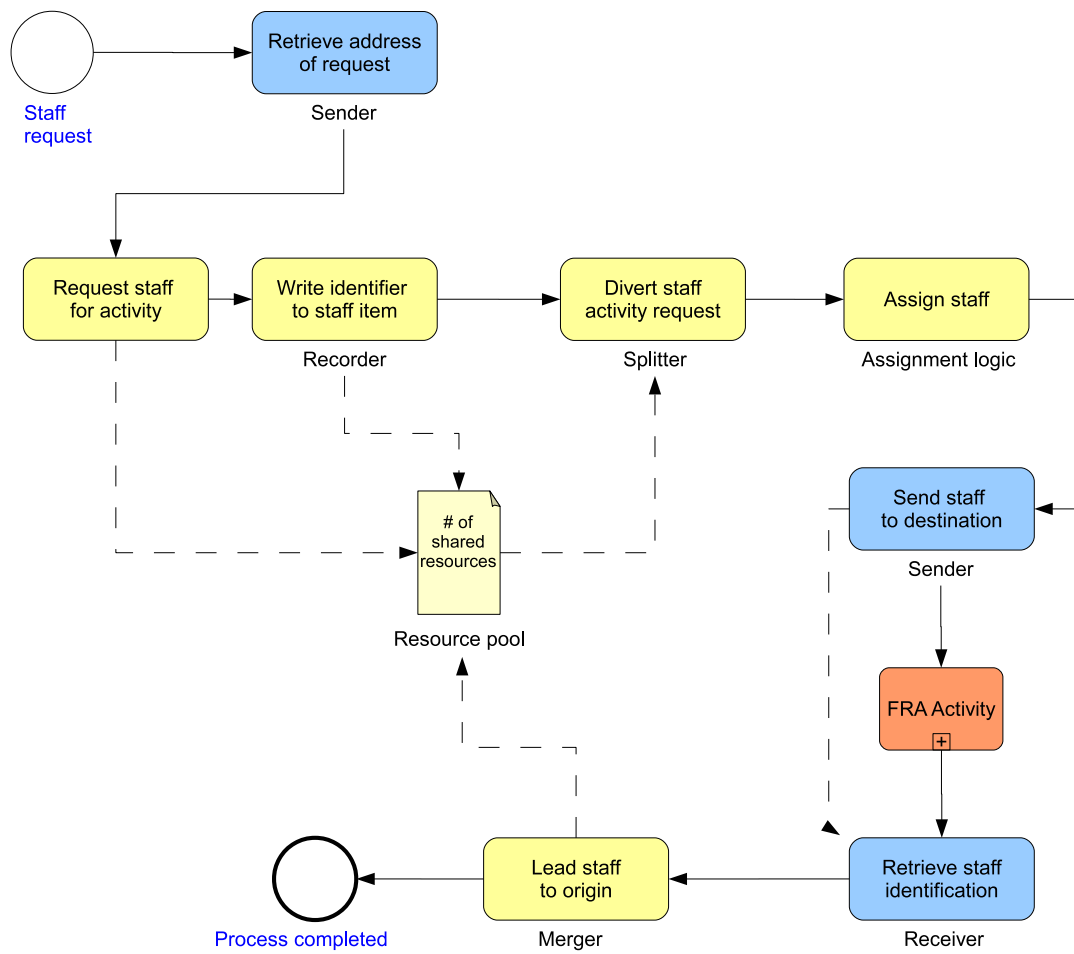 Retrieve address
of request
Staff
request
Sender
Request staff
for activity
Write identifier
to staff item
Divert staff
activity request
Assign staff
Recorder
Splitter
Assignment logic
# of
shared
resources
Resource pool
Send staff
to destination
Sender
FRA Activity
+
Retrieve staff
identification
Receiver
Lead staff
to origin
Merger
Process completed